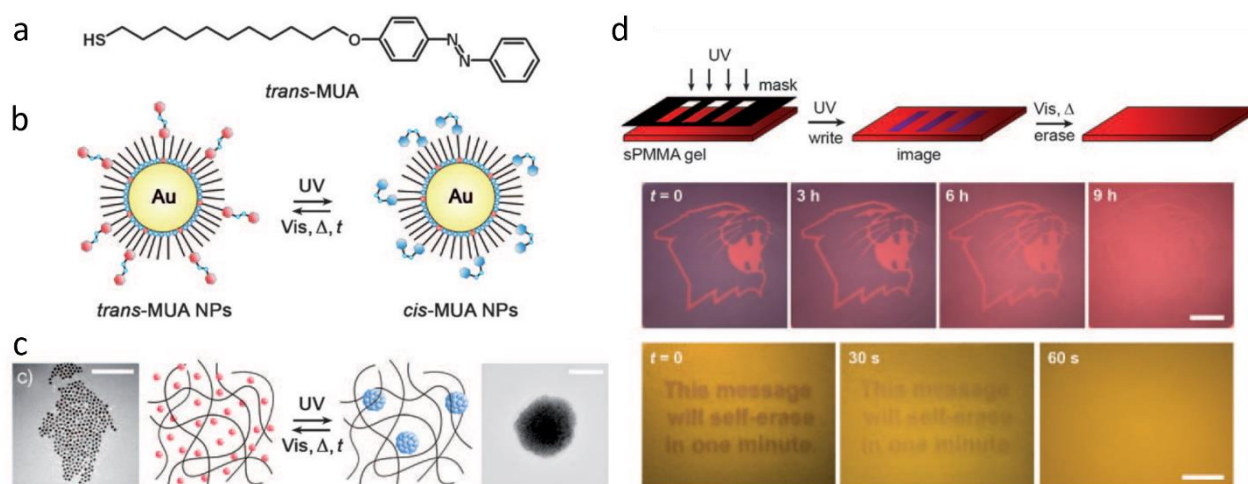 a
HS
O
N
N
trans-MUA
b
Au
UV
Vis, Δ, t
Au
trans-MUA NPs
cis-MUA NPs
c
c)
UV
Vis, Δ, t
d
UV
mask
sPMMA gel
UV
write
image
Vis, Δ
erase
t = 0
3 h
6 h
9 h
t = 0
30 s
60 s
This message
will self-erase
in one minute.
This message
will self-erase
in one minute.